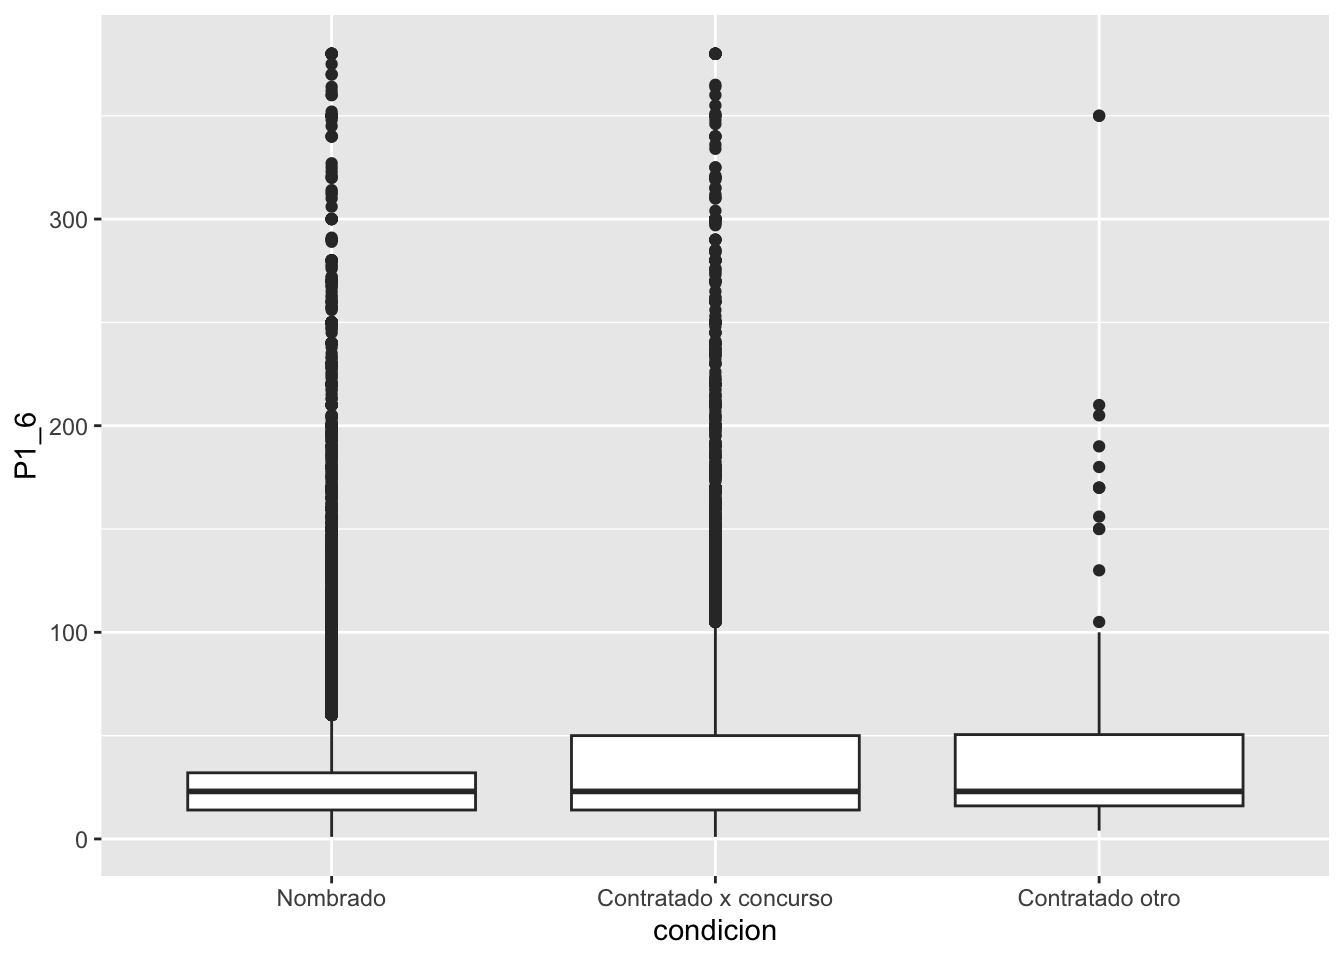 P1_6
300
200
100
0
Nombrado
Contratado x concurso
Contratado otro
condicion